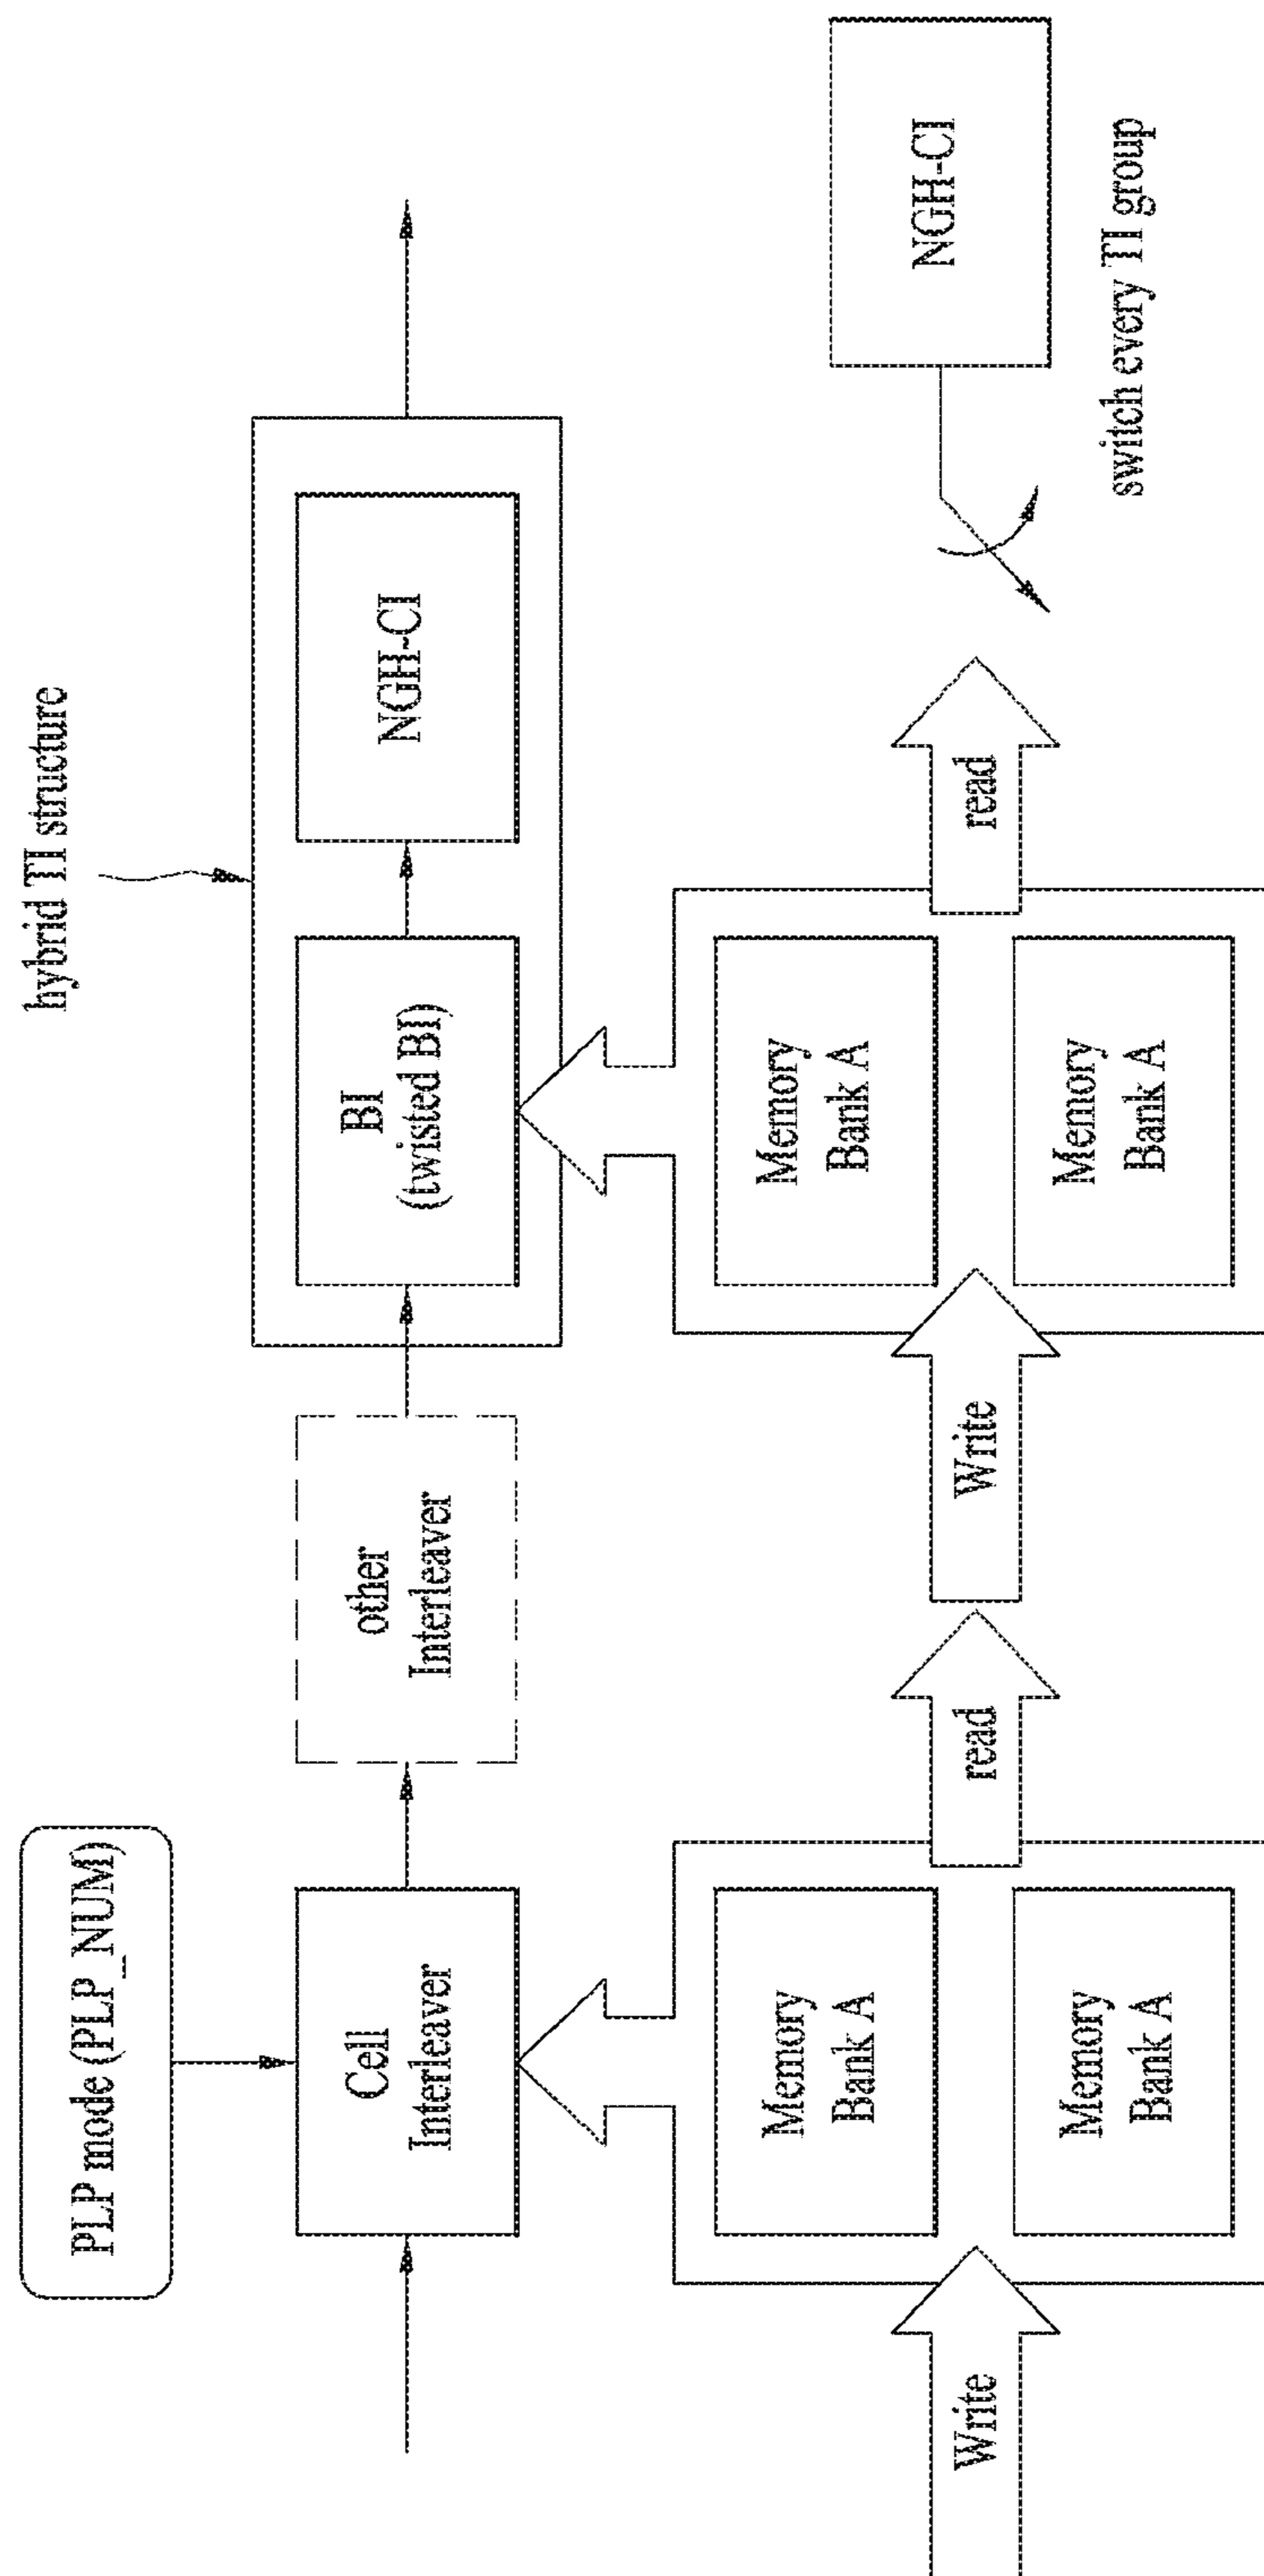 PLP mode (PLP_NUM)
hybrid TI structure
Cell
Interleaver
other
Interleaver
BI
(twisted BI)
NGH-CI
Memory
Bank A
Memory
Bank A
Memory
Bank A
Memory
Bank A
Write
read
Write
read
NGH-CI
switch every TI group